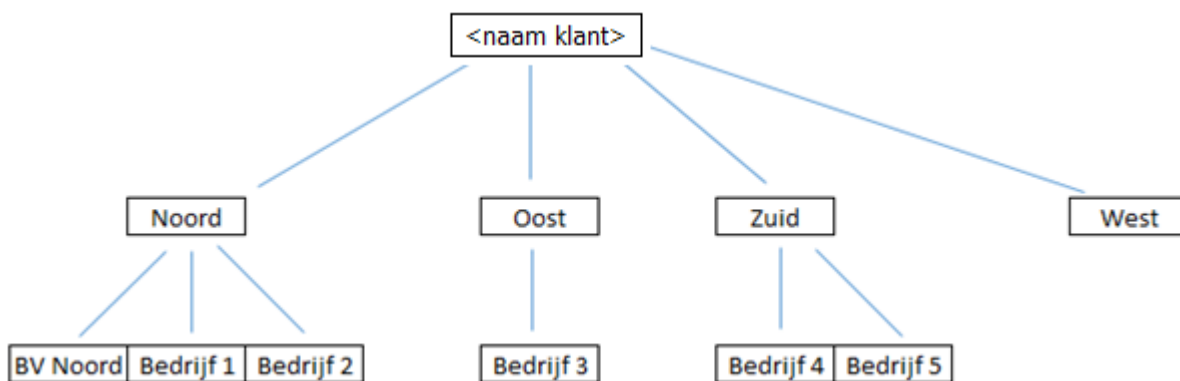 <naam klant>
Noord
Oost
Zuid
West
BV Noord
Bedrijf 1
Bedrijf 2
Bedrijf 3
Bedrijf 4
Bedrijf 5